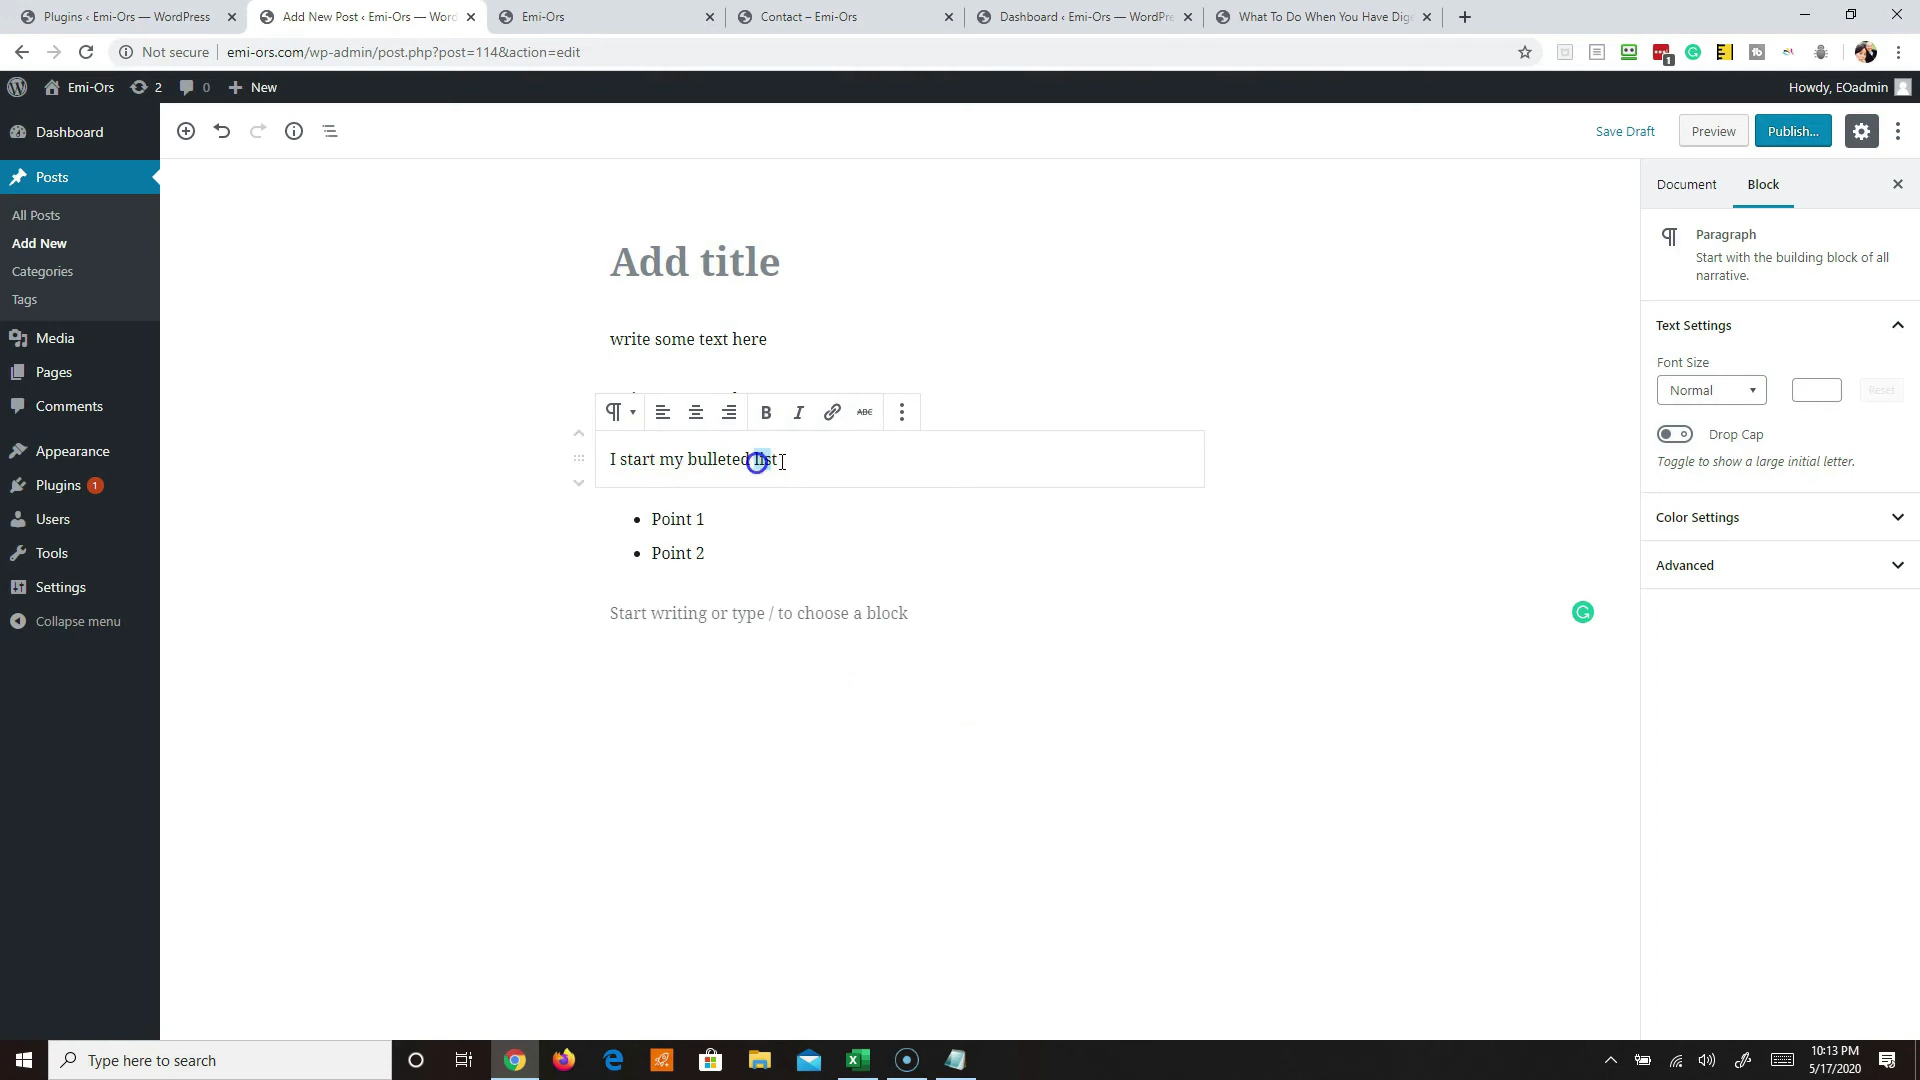 Plugins ‹ Emi-Ors — WordPress
Add New Post ‹ Emi-Ors — Word
Emi-Ors
Contact – Emi-Ors
Dashboard ‹ Emi-Ors — WordPre
What To Do When You Have Dig
Not secure
emi-ors.com/wp-admin/post.php?post=114&action=edit
1
Emi-Ors
2
0
New
Howdy, EOadmin
Dashboard
Posts
All Posts
Add New
Categories
Tags
Media
Pages
Comments
Appearance
Plugins 1
Users
Tools
Settings
Collapse menu
Save Draft
Preview
Publish...
Add title
write some text here
B
I
ABC
I start my bulleted list
• Point 1
• Point 2
Start writing or type / to choose a block
Document
Block
Paragraph
Start with the building block of all
narrative.
Text Settings
Font Size
Normal
Reset
Drop Cap
Toggle to show a large initial letter.
Color Settings
Advanced
Type here to search
10:13 PM
5/17/2020